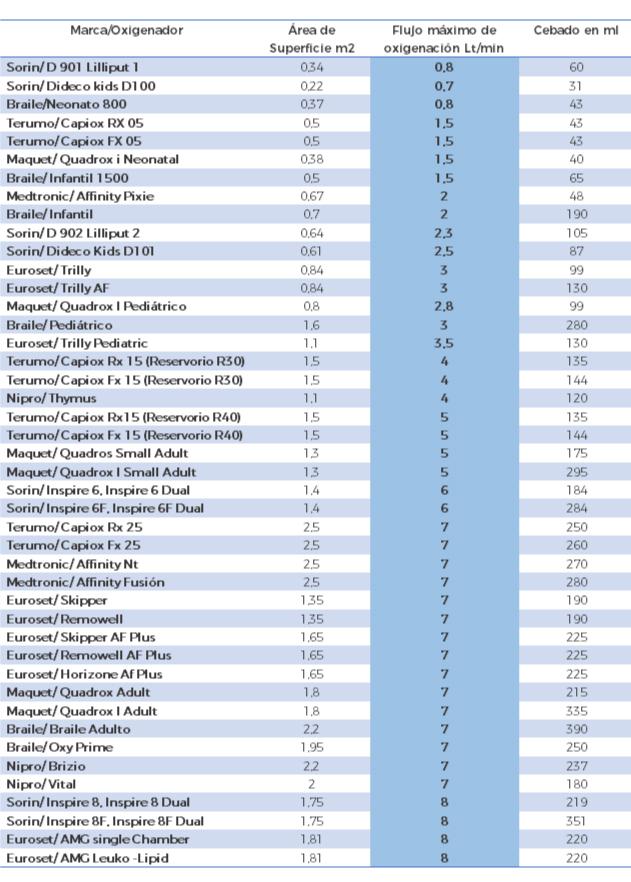 Marca/Oxigenador Área de Flujo máximo de Cebado en ml
Superficie m2 oxigenación Lt/min
Sorin/D 901 Lilliput 1 0,34 0,8 60
Sorin/Dideco kids D100 0,22 0,7 31
Braile/Neonato 800 0,37 0,8 43
Terumo/Capiox RX 05 0,5 1,5 43
Terumo/Capiox FX 05 0,5 1,5 43
Maquet/Quadrox i Neonatal 0,38 1,5 40
Braile/Infantil 1500 0,5 1,5 65
Medtronic/Affinity Pixie 0,67 2 48
Braile/Infantil 0,7 2 190
Sorin/D 902 Lilliput 2 0,64 2,3 105
Sorin/Dideco Kids D101 0,61 2,5 87
Euroset/Trilly 0,84 3 99
Euroset/Trilly AF 0,84 3 130
Maquet/Quadrox I Pediátrico 0,8 2,8 99
Braile/Pediátrico 1,6 3 280
Euroset/Trilly Pediatric 1,1 3,5 130
Terumo/Capiox Rx 15 (Reservorio R30) 1,5 4 135
Terumo/Capiox Fx 15 (Reservorio R30) 1,5 4 144
Nipro/Thymus 1,1 4 120
Terumo/Capiox Rx15 (Reservorio R40) 1,5 5 135
Terumo/Capiox Fx 15 (Reservorio R40) 1,5 5 144
Maquet/Quadros Small Adult 1,3 5 175
Maquet/Quadrox I Small Adult 1,3 5 295
Sorin/Inspire 6, Inspire 6 Dual 1,4 6 184
Sorin/Inspire 6F, Inspire 6F Dual 1,4 6 284
Terumo/Capiox Rx 25 2,5 7 250
Terumo/Capiox Fx 25 2,5 7 260
Medtronic/Affinity Nt 2,5 7 270
Medtronic/Affinity Fusión 2,5 7 280
Euroset/Skipper 1,35 7 190
Euroset/Remowell 1,35 7 190
Euroset/Skipper AF Plus 1,65 7 225
Euroset/Remowell AF Plus 1,65 7 225
Euroset/Horizone Af Plus 1,65 7 225
Maquet/Quadrox Adult 1,8 7 215
Maquet/Quadrox I Adult 1,8 7 335
Braile/Braile Adulto 2,2 7 390
Braile/Oxy Prime 1,95 7 250
Nipro/Brizio 2,2 7 237
Nipro/Vital 2 7 180
Sorin/Inspire 8, Inspire 8 Dual 1,75 8 219
Sorin/Inspire 8F, Inspire 8F Dual 1,75 8 351
Euroset/AMG single Chamber 1,81 8 220
Euroset/AMG Leuko -Lipid 1,81 8 220